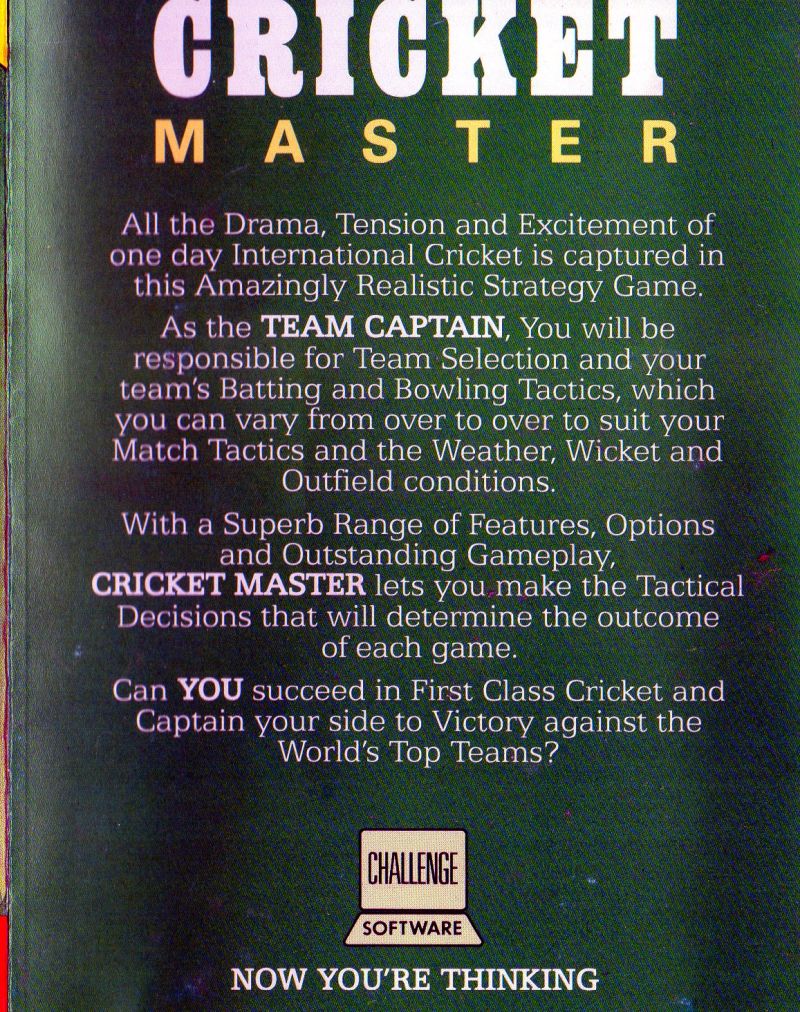 CRICKET
MASTER
All the Drama, Tension and Excitement of
one day International Cricket is captured in
this Amazingly Realistic Strategy Game.
As the TEAM CAPTAIN, You will be
responsible for Team Selection and your
team's Batting and Bowling Tactics, which
you can vary from over to over to suit your
Match Tactics and the Weather, Wicket and
Outfield conditions.
With a Superb Range of Features, Options
and Outstanding Gameplay,
CRICKET MASTER lets you make the Tactical
Decisions that will determine the outcome
of each game.
Can YOU succeed in First Class Cricket and
Captain your side to Victory against the
World's Top Teams?
CHALLENGE
SOFTWARE
NOW YOU'RE THINKING